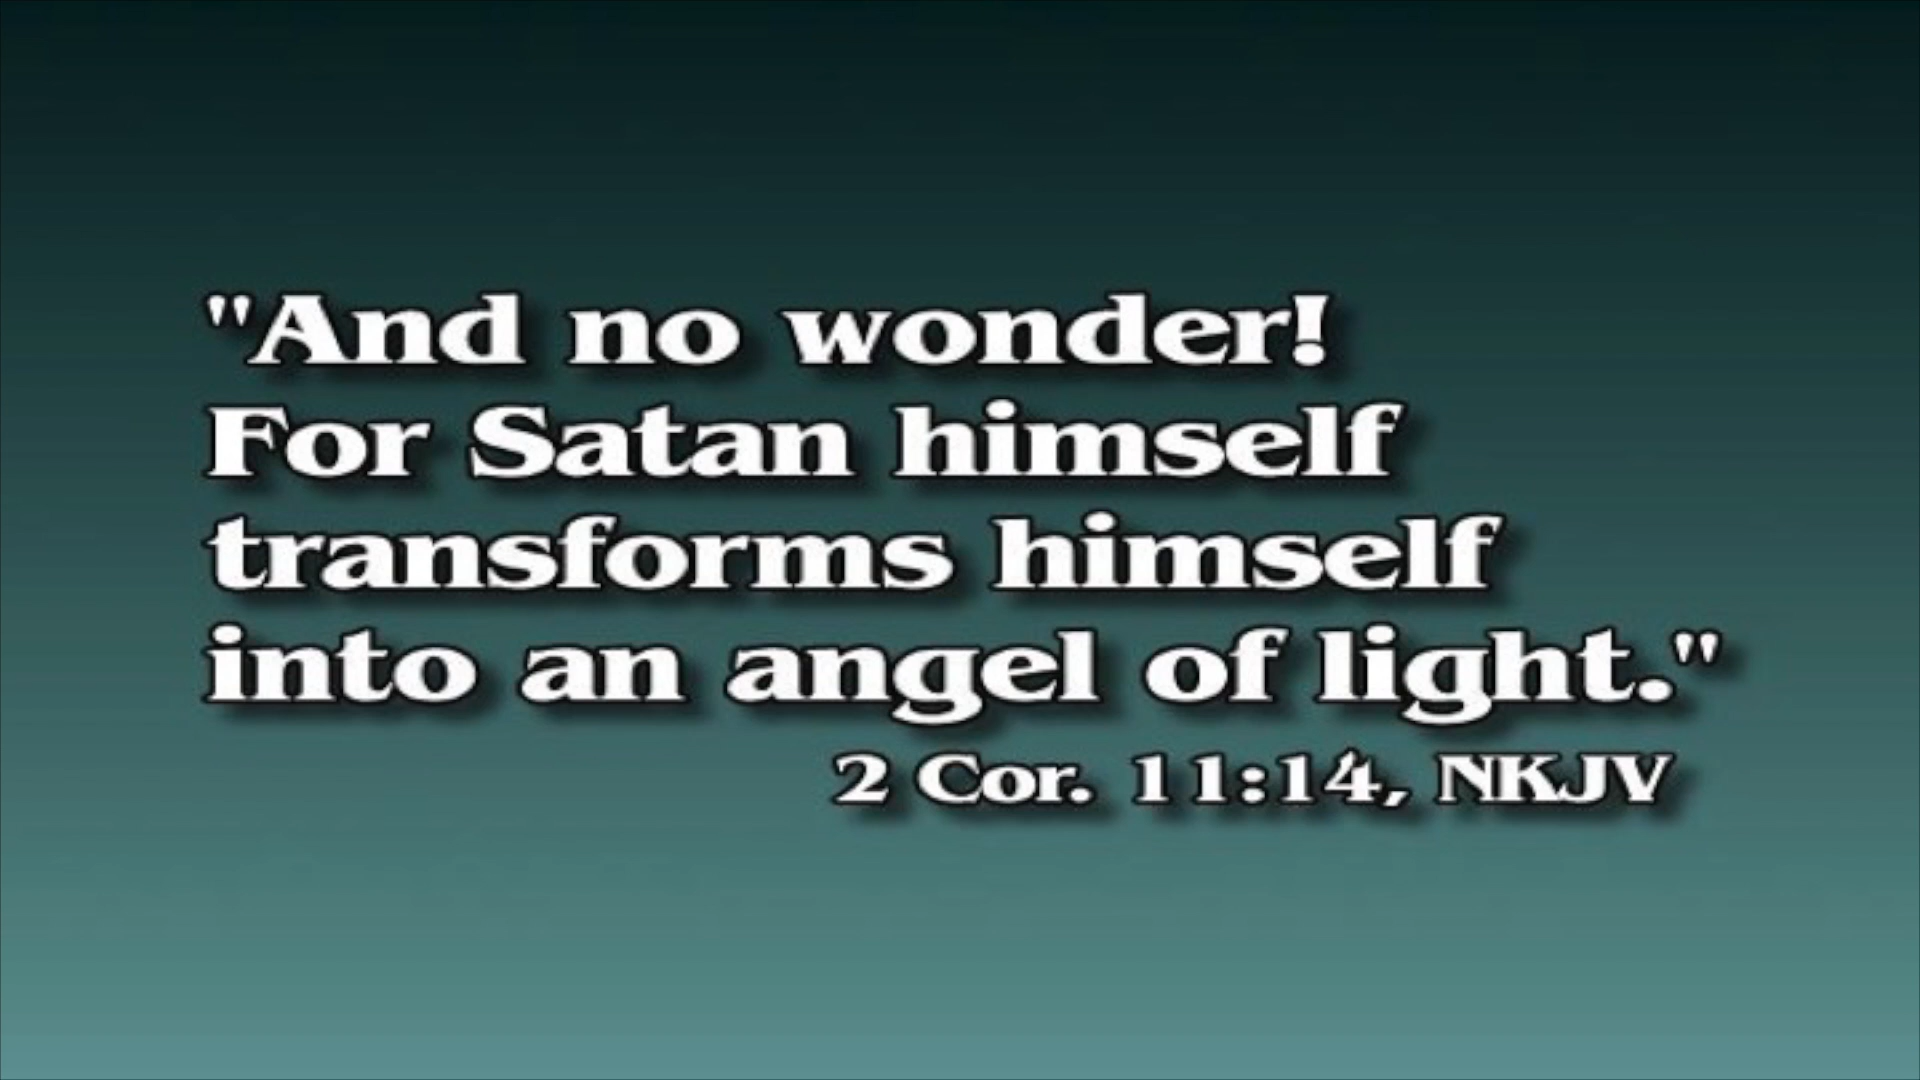 "And no wonder!
For Satan himself
transforms himself
into an angel of light."
2 Cor. 11:14, NKJV